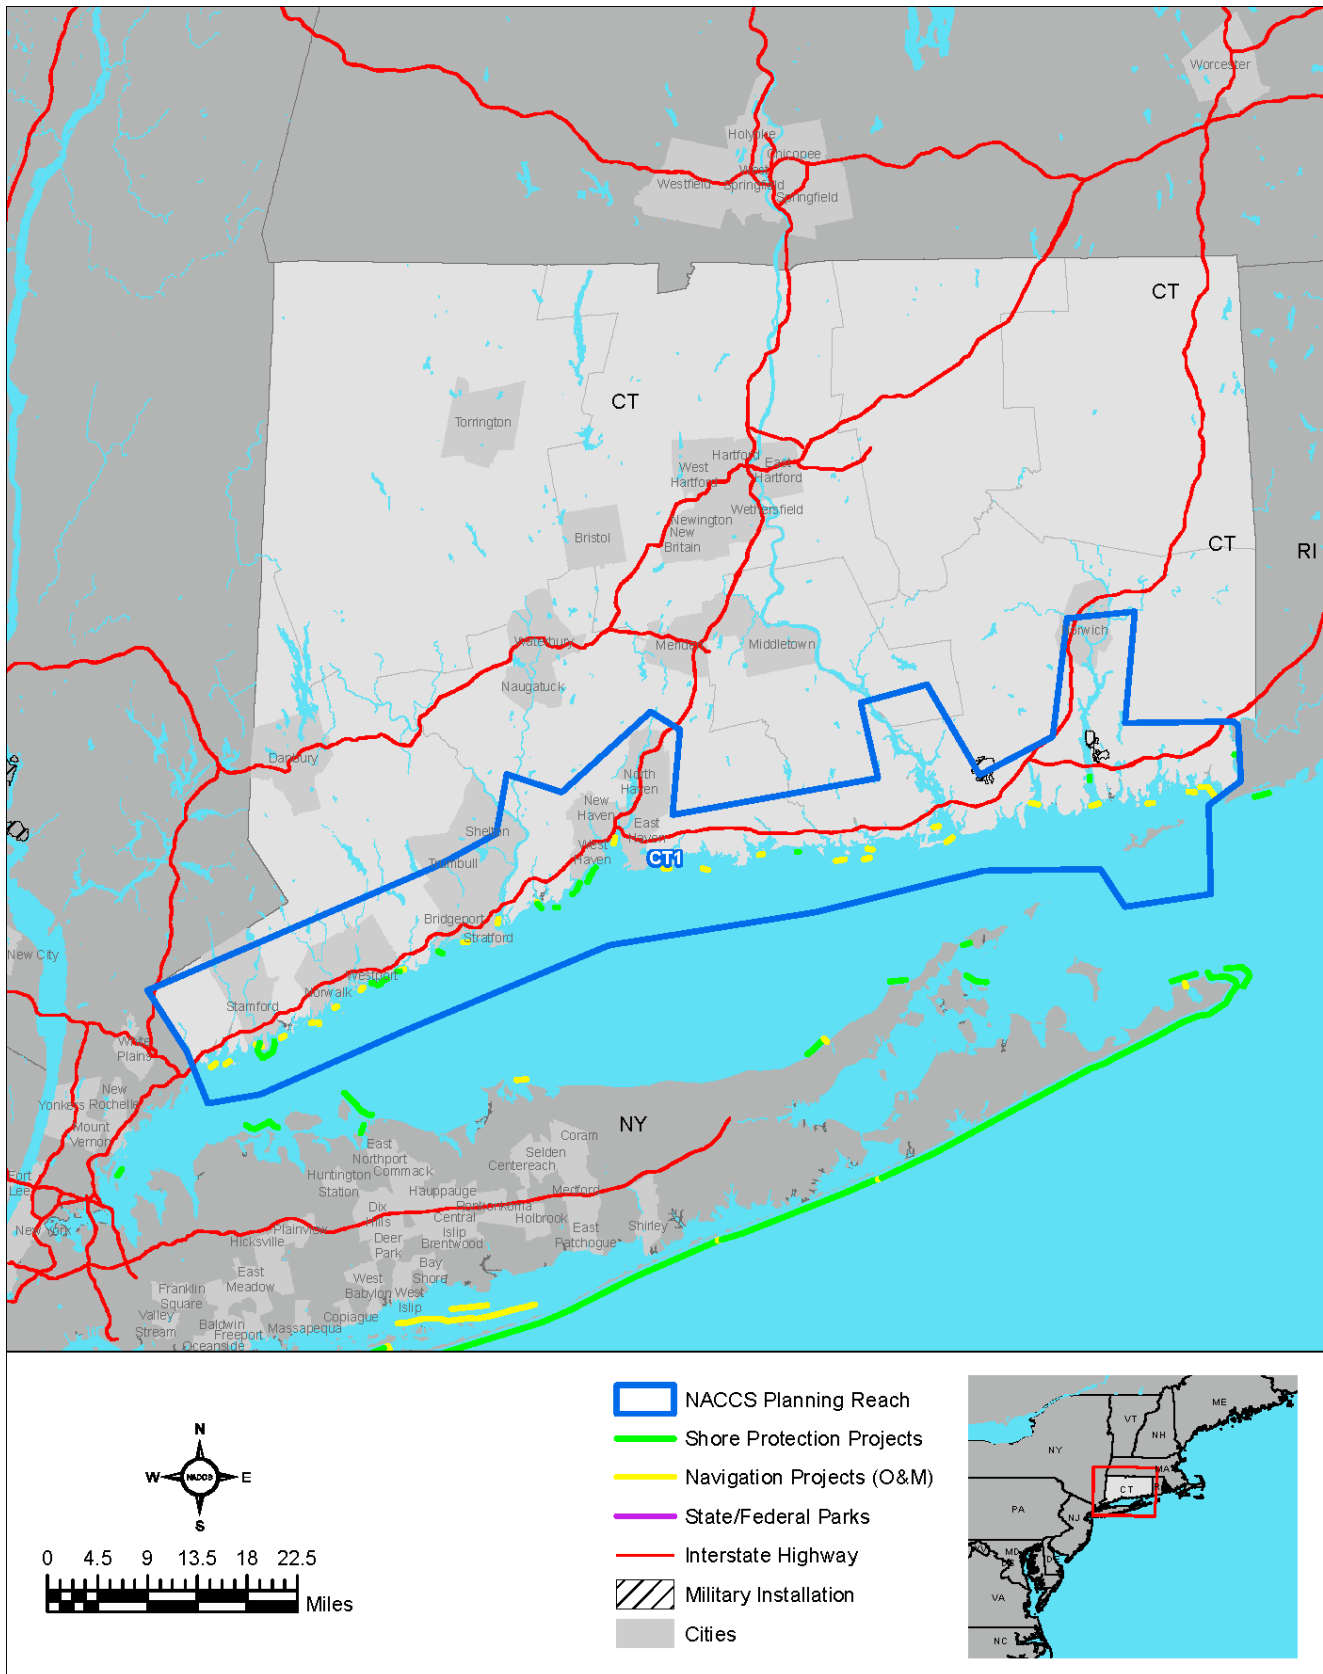 Worcester
Holyoke
Chicopee
West
Springfield
Westfield
Springfield
CT
CT
Torrington
Hartford
West
Hartford
East
Hartford
Wethersfield
Newington
New
Britain
Bristol
CT
RI
Waterbury
Meriden
Middletown
Norwich
Naugatuck
Danbury
North
Haven
New
Haven
East
Haven
West
Haven
CT1
Shelton
Trumbull
Bridgeport
Stratford
Westport
Norwalk
Stamford
New City
White
Plains
New
Rochelle
Yonkers
Mount
Vernon
Fort
Lee
New York
NY
East
Northport
Commack
Huntington
Station
Coram
Selden
Centereach
Hauppauge
Medford
Ronkonkoma
Dix
Hills
Central
Islip
Holbrook
Shirley
East
Patchogue
Plainview
Hicksville
Deer
Park
Brentwood
Bay
Shore
East
Meadow
West
Babylon
West
Islip
Franklin
Square
Copiague
Valley
Stream
Baldwin
Freeport
Massapequa
Oceanside
N
W
NACCS
E
S
0 4.5 9 13.5 18 22.5
Miles
NACCS Planning Reach
Shore Protection Projects
Navigation Projects (O&M)
State/Federal Parks
Interstate Highway
Military Installation
Cities
ME
VT
NH
NY
MA
CT
PA
NJ
MD
DE
VA
NC